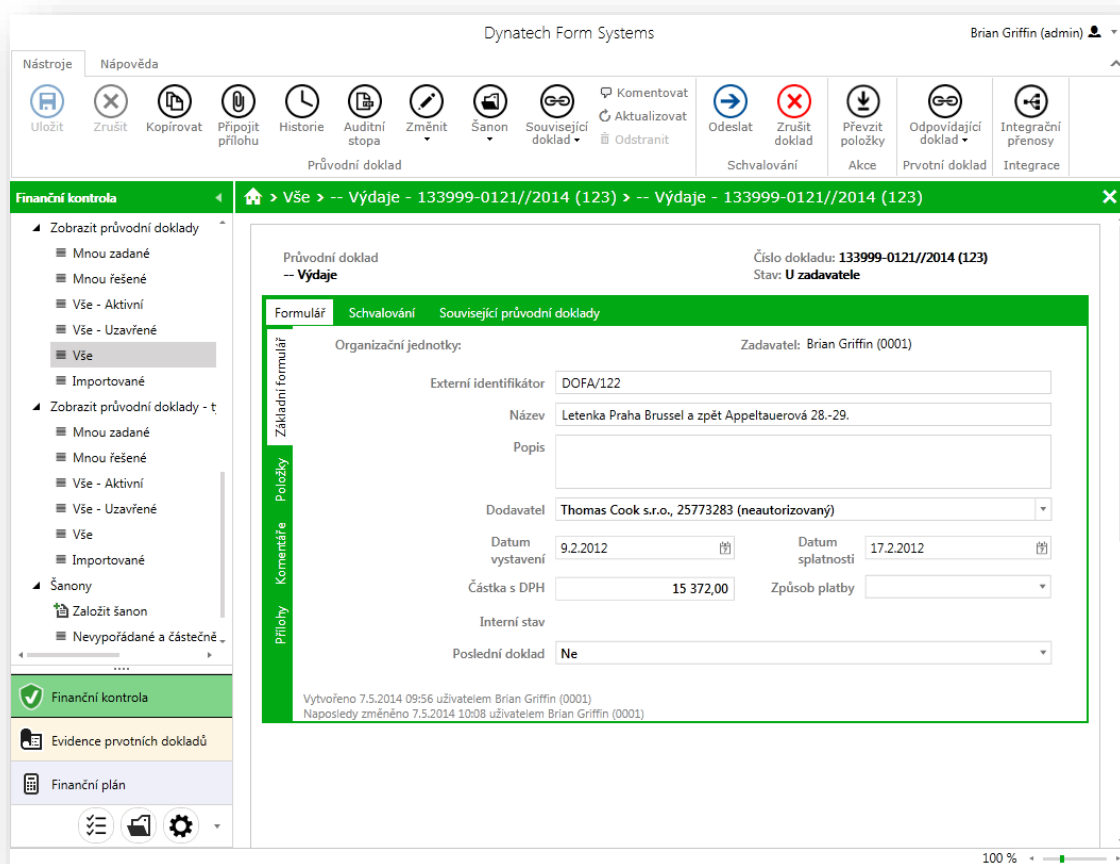 Dynatech Form Systems
Brian Griffin (admin)
Nástroje Nápověda
Uložit Zrušit Kopírovat Připojit přílohu Historie Auditní stopa Změnit Šanon Související doklad
Komentovat
Aktualizovat
Odstranit
Odeslat Zrušit doklad Převzít položky Odpovídající doklad Integrační přenosy
Průvodní doklad Schvalování Akce Prvotní doklad Integrace
Finanční kontrola
> Vše > -- Výdaje - 133999-0121//2014 (123) > -- Výdaje - 133999-0121//2014 (123)
Zobrazit průvodní doklady
Mnou zadané
Mnou řešené
Vše - Aktivní
Vše - Uzavřené
Vše
Importované
Zobrazit průvodní doklady - t
Mnou zadané
Mnou řešené
Vše - Aktivní
Vše - Uzavřené
Vše
Importované
Šanony
Založit šanon
Nevypořádané a částečně
Finanční kontrola
Evidence prvotních dokladů
Finanční plán
Průvodní doklad
-- Výdaje
Číslo dokladu: 133999-0121//2014 (123)
Stav: U zadavatele
Formulář Schvalování Související průvodní doklady
Základní formulář
Položky
Komentáře
Přílohy
Organizační jednotky: Zadavatel: Brian Griffin (0001)
Externí identifikátor DOFA/122
Název Letenka Praha Brussel a zpět Appeltauerová 28.-29.
Popis
Dodavatel Thomas Cook s.r.o., 25773283 (neautorizovaný)
Datum vystavení 9.2.2012 Datum splatnosti 17.2.2012
Částka s DPH 15 372,00 Způsob platby
Interní stav
Poslední doklad Ne
Vytvořeno 7.5.2014 09:56 uživatelem Brian Griffin (0001)
Naposledy změněno 7.5.2014 10:08 uživatelem Brian Griffin (0001)
100 %